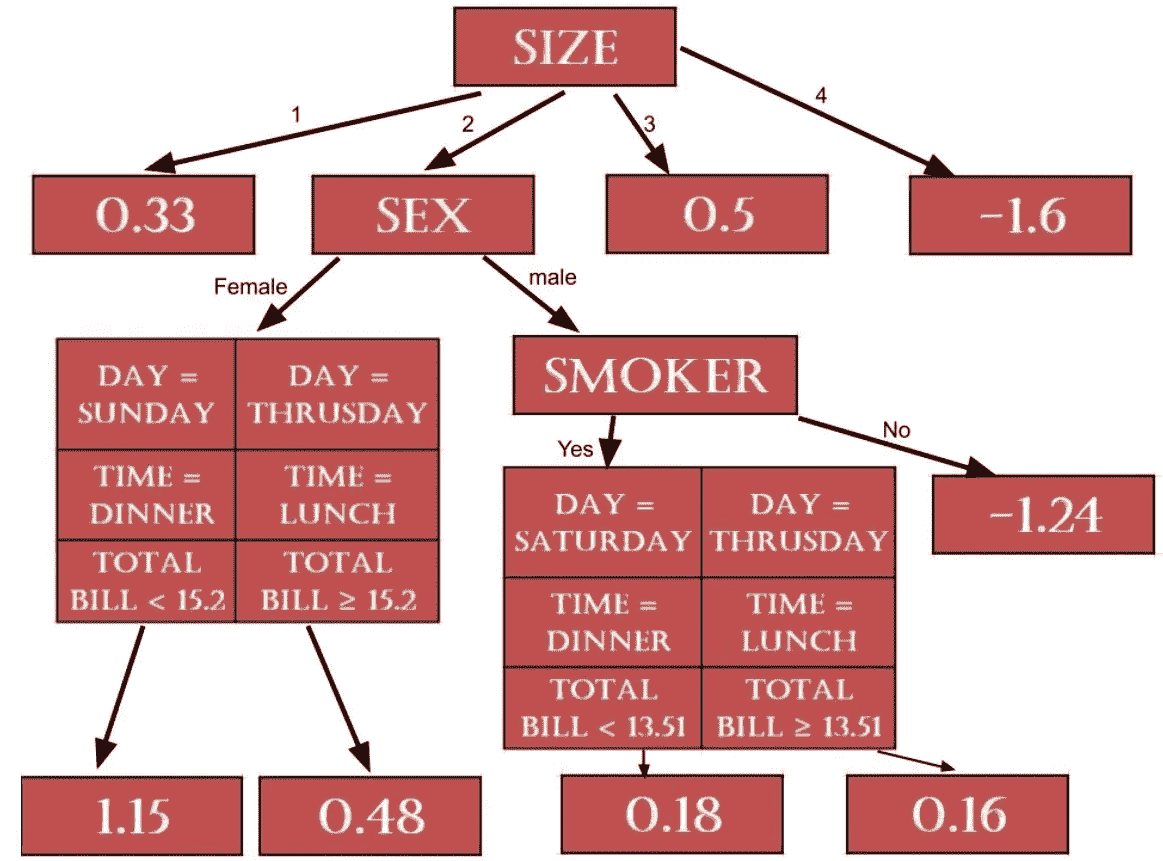 SIZE
1
2
3
4
0.33
SEX
0.5
-1.6
Female
male
DAY =
SUNDAY
DAY =
THRUSDAY
TIME =
DINNER
TIME =
LUNCH
TOTAL
BILL < 15.2
TOTAL
BILL ≥ 15.2
SMOKER
Yes
No
DAY =
SATURDAY
DAY =
THRUSDAY
TIME =
DINNER
TIME =
LUNCH
TOTAL
BILL < 13.51
TOTAL
BILL ≥ 13.51
-1.24
1.15
0.48
0.18
0.16